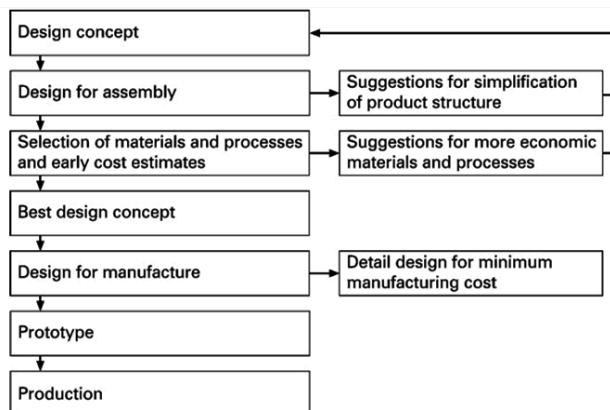 Design concept
Design for assembly
Suggestions for simplification
of product structure
Selection of materials and processes
and early cost estimates
Suggestions for more economic
materials and processes
Best design concept
Design for manufacture
Detail design for minimum
manufacturing cost
Prototype
Production